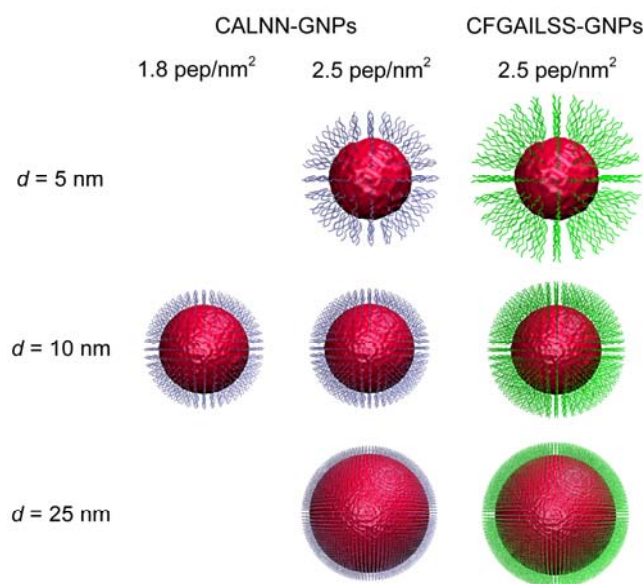 CALNN-GNPs CFGAILSS-GNPs
1.8 pep/nm² 2.5 pep/nm² 2.5 pep/nm²
d = 5 nm
d = 10 nm
d = 25 nm